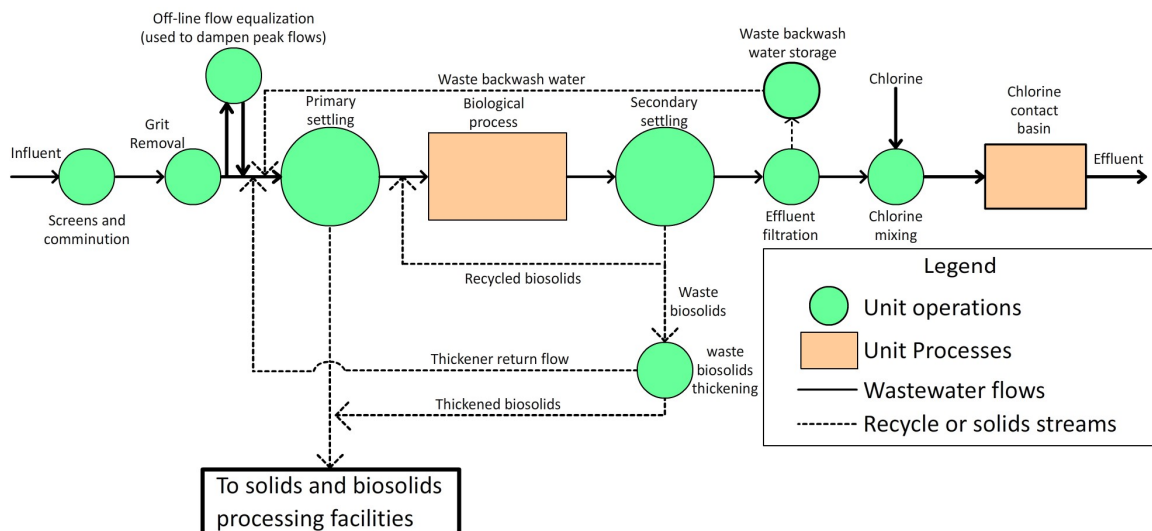 Off-line flow equalization
(used to dampen peak flows)
Waste backwash
water storage
Waste backwash water
Chlorine
Primary
settling
Biological
process
Secondary
settling
Chlorine
contact
basin
Grit
Removal
Influent
Effluent
Screens and
comminution
Effluent
filtration
Chlorine
mixing
Recycled biosolids
Waste
biosolids
Thickener return flow
waste
biosolids
thickening
Thickened biosolids
To solids and biosolids
processing facilities
Legend
Unit operations
Unit Processes
Wastewater flows
Recycle or solids streams